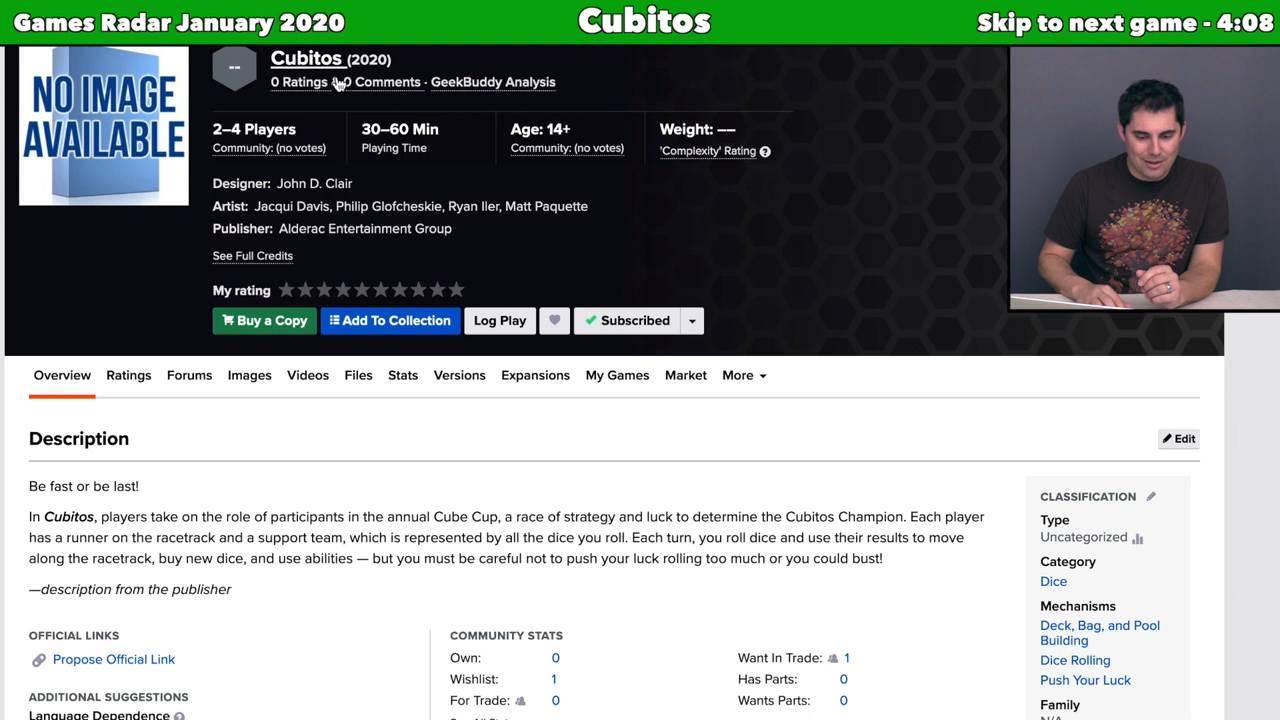 Games Radar January 2020
Cubitos
Skip to next game - 4:08
NO IMAGE
AVAILABLE
--
Cubitos (2020)
0 Ratings & 0 Comments · GeekBuddy Analysis
2–4 Players
Community: (no votes)
30–60 Min
Playing Time
Age: 14+
Community: (no votes)
Weight: ––
'Complexity' Rating ?
Designer: John D. Clair
Artist: Jacqui Davis, Philip Glofcheskie, Ryan Iler, Matt Paquette
Publisher: Alderac Entertainment Group
See Full Credits
My rating
Buy a Copy
Add To Collection
Log Play
Subscribed
Overview
Ratings
Forums
Images
Videos
Files
Stats
Versions
Expansions
My Games
Market
More
Description
Edit
Be fast or be last!
In Cubitos, players take on the role of participants in the annual Cube Cup, a race of strategy and luck to determine the Cubitos Champion. Each player
has a runner on the racetrack and a support team, which is represented by all the dice you roll. Each turn, you roll dice and use their results to move
along the racetrack, buy new dice, and use abilities — but you must be careful not to push your luck rolling too much or you could bust!
—description from the publisher
OFFICIAL LINKS
Propose Official Link
ADDITIONAL SUGGESTIONS
Language Dependence ?
COMMUNITY STATS
Own: 0
Wishlist: 1
For Trade: 0
Want In Trade: 1
Has Parts: 0
Wants Parts: 0
CLASSIFICATION
Type
Uncategorized
Category
Dice
Mechanisms
Deck, Bag, and Pool
Building
Dice Rolling
Push Your Luck
Family